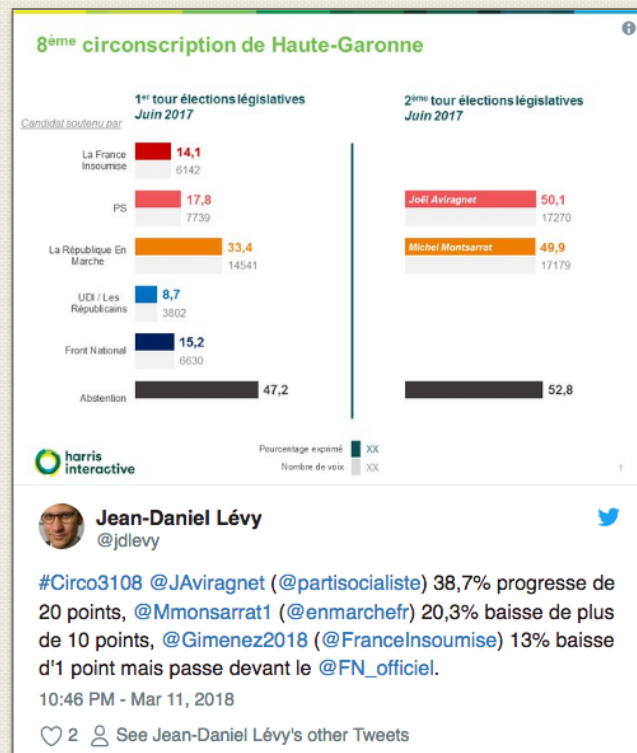 8ème circonscription de Haute-Garonne
1er tour élections législatives
Juin 2017
2ème tour élections législatives
Juin 2017
Candidat soutenu par
La France
Insoumise
14,1
6142
PS
17,8
7739
Joël Aviragnet
50,1
17270
La République En
Marche
33,4
14541
Michel Montsarrat
49,9
17179
UDI / Les
Républicains
8,7
3802
Front National
15,2
6630
Abstention
47,2
52,8
harris
interactive
Pourcentage exprimé XX
Nombre de voix XX
1
Jean-Daniel Lévy
@jdlevy
#Circo3108 @JAviragnet (@partisocialiste) 38,7% progresse de
20 points, @Mmonsarrat1 (@enmarchefr) 20,3% baisse de plus
de 10 points, @Gimenez2018 (@FranceInsoumise) 13% baisse
d'1 point mais passe devant le @FN_officiel.
10:46 PM - Mar 11, 2018
2 See Jean-Daniel Lévy's other Tweets